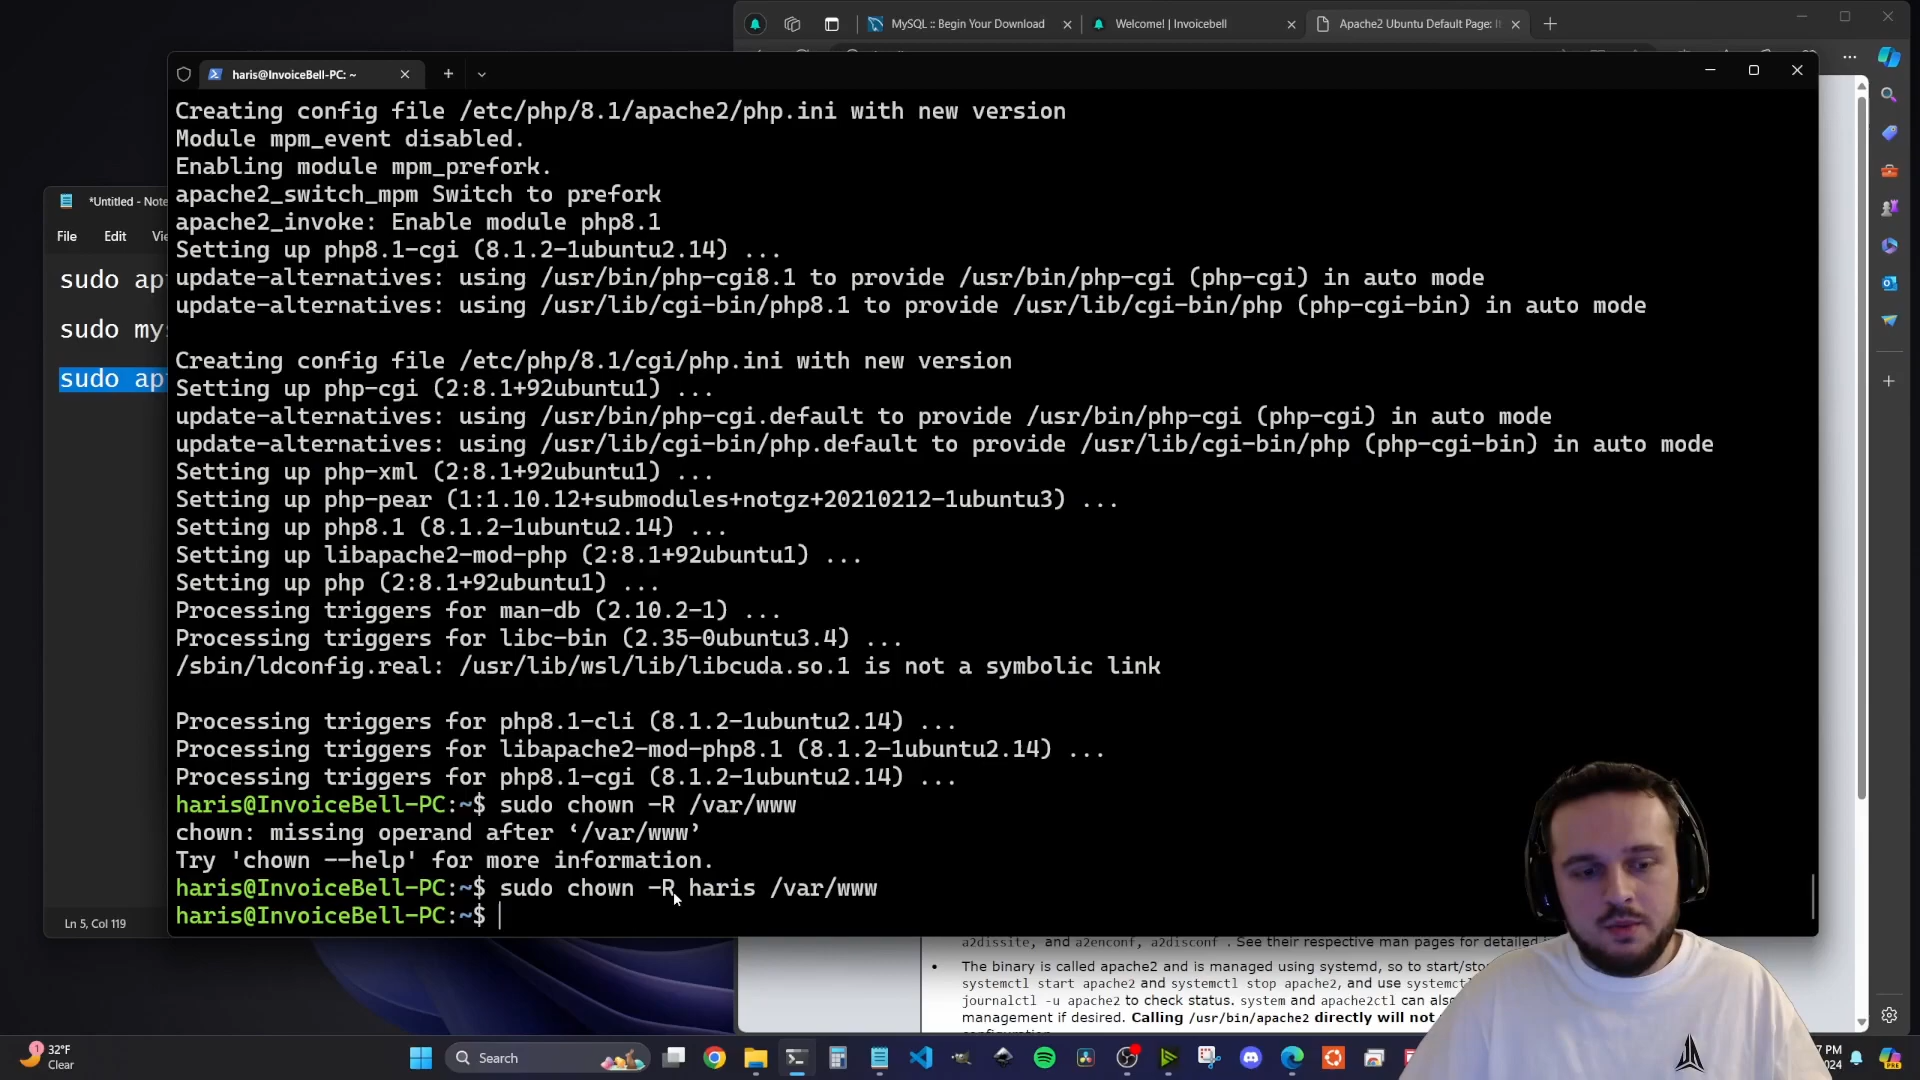 MySQL :: Begin Your Download
Welcome! | Invoicebell
Apache2 Ubuntu Default Page: It
haris@InvoiceBell-PC: ~
*Untitled - Note
File Edit Vie
sudo ap
sudo mys
sudo ap
Ln 5, Col 119
Creating config file /etc/php/8.1/apache2/php.ini with new version
Module mpm_event disabled.
Enabling module mpm_prefork.
apache2_switch_mpm Switch to prefork
apache2_invoke: Enable module php8.1
Setting up php8.1-cgi (8.1.2-1ubuntu2.14) ...
update-alternatives: using /usr/bin/php-cgi8.1 to provide /usr/bin/php-cgi (php-cgi) in auto mode
update-alternatives: using /usr/lib/cgi-bin/php8.1 to provide /usr/lib/cgi-bin/php (php-cgi-bin) in auto mode
Creating config file /etc/php/8.1/cgi/php.ini with new version
Setting up php-cgi (2:8.1+92ubuntu1) ...
update-alternatives: using /usr/bin/php-cgi.default to provide /usr/bin/php-cgi (php-cgi) in auto mode
update-alternatives: using /usr/lib/cgi-bin/php.default to provide /usr/lib/cgi-bin/php (php-cgi-bin) in auto mode
Setting up php-xml (2:8.1+92ubuntu1) ...
Setting up php-pear (1:1.10.12+submodules+notgz+20210212-1ubuntu3) ...
Setting up php8.1 (8.1.2-1ubuntu2.14) ...
Setting up libapache2-mod-php (2:8.1+92ubuntu1) ...
Setting up php (2:8.1+92ubuntu1) ...
Processing triggers for man-db (2.10.2-1) ...
Processing triggers for libc-bin (2.35-0ubuntu3.4) ...
/sbin/ldconfig.real: /usr/lib/wsl/lib/libcuda.so.1 is not a symbolic link
Processing triggers for php8.1-cli (8.1.2-1ubuntu2.14) ...
Processing triggers for libapache2-mod-php8.1 (8.1.2-1ubuntu2.14) ...
Processing triggers for php8.1-cgi (8.1.2-1ubuntu2.14) ...
haris@InvoiceBell-PC:~$ sudo chown -R /var/www
chown: missing operand after ‘/var/www’
Try 'chown --help' for more information.
haris@InvoiceBell-PC:~$ sudo chown -R haris /var/www
haris@InvoiceBell-PC:~$
a2dissite, and a2enconf, a2disconf . See their respective man pages for detailed
• The binary is called apache2 and is managed using systemd, so to start/sto
systemctl start apache2 and systemctl stop apache2, and use systemct
journalctl -u apache2 to check status. system and apache2ctl can als
management if desired. Calling /usr/bin/apache2 directly will not
32°F
Clear
1
Search
7 PM
024